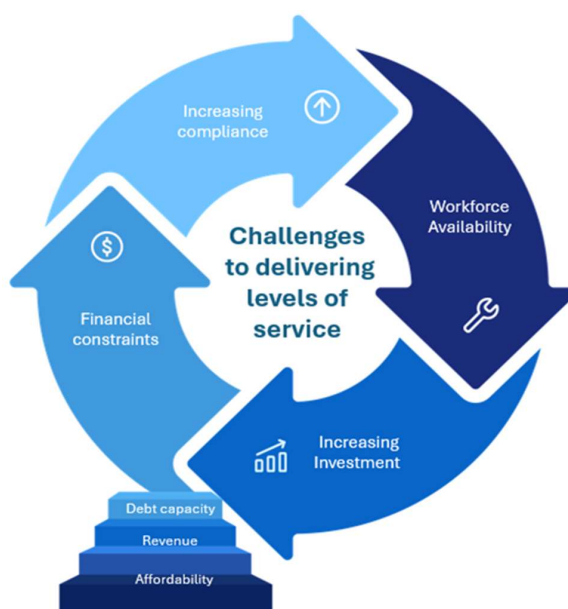 Increasing
compliance
Workforce
Availability
Challenges
to delivering
levels of
service
$
Financial
constraints
Increasing
Investment
Debt capacity
Revenue
Affordability